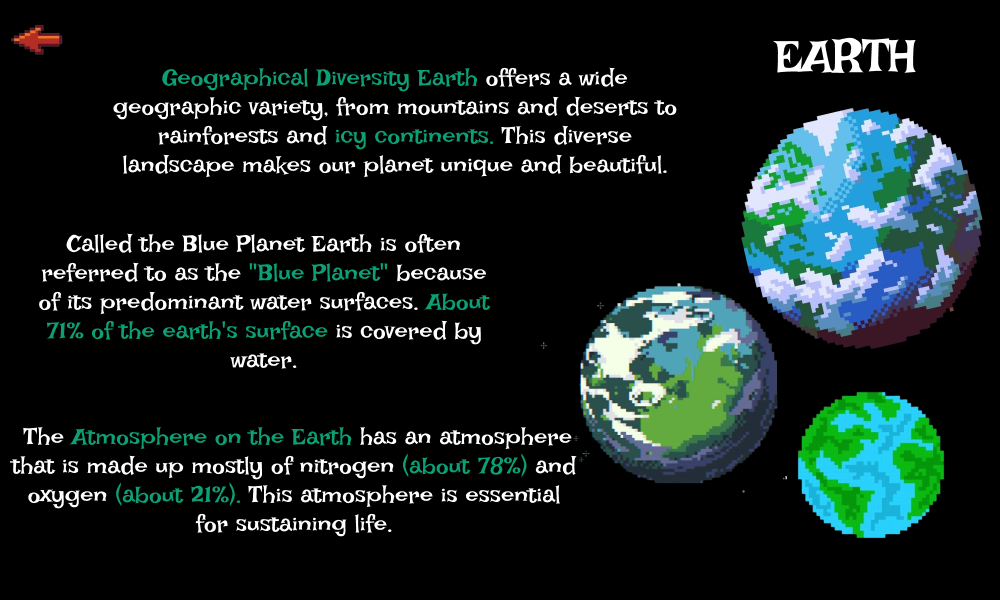 EARTH
Geographical Diversity Earth offers a wide
geographic variety, from mountains and deserts to
rainforests and icy continents. This diverse
landscape makes our planet unique and beautiful.
Called the Blue Planet Earth is often
referred to as the "Blue Planet" because
of its predominant water surfaces. About
71% of the earth's surface is covered by
water.
The Atmosphere on the Earth has an atmosphere
that is made up mostly of nitrogen (about 78%) and
oxygen (about 21%). This atmosphere is essential
for sustaining life.